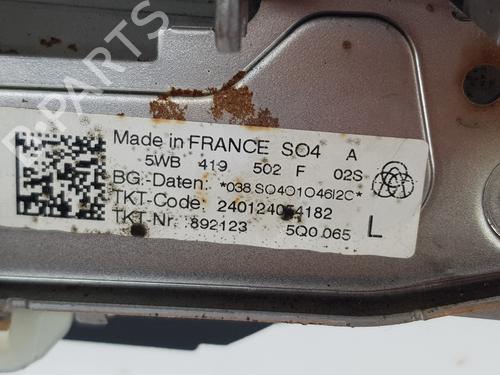 B-PARTS
Made in FRANCE SO4 A
5WB 419 502 F 02S
BG.-Daten: *038.SO401O46I2C*
TKT-Code: 240124054182
TKT-Nr. 892123 5Q0.065 L